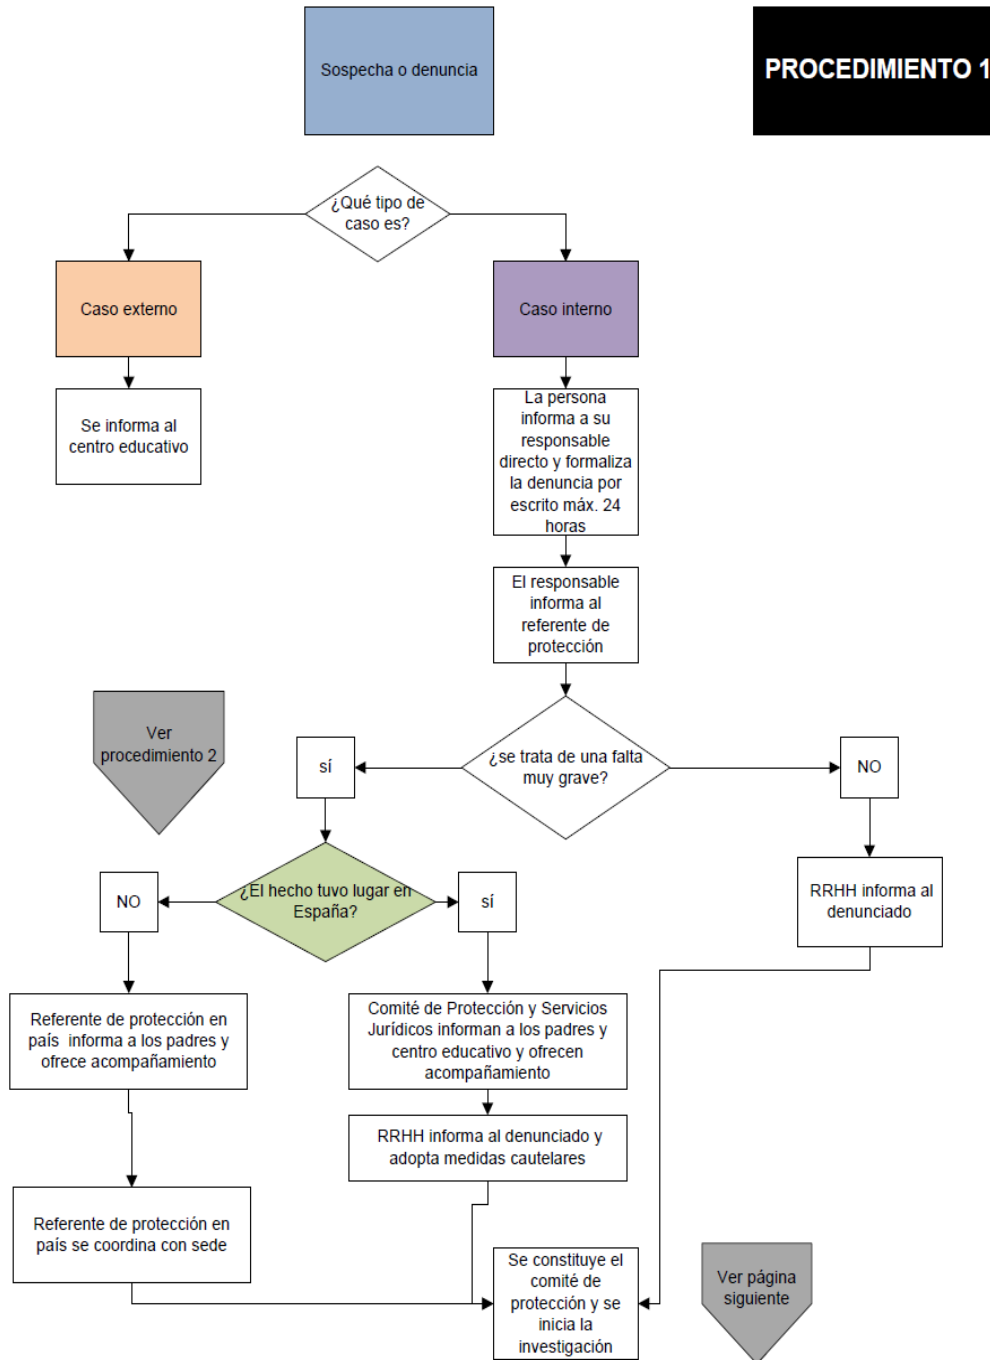 Sospecha o denuncia
PROCEDIMIENTO 1
¿Qué tipo de
caso es?
Caso externo
Caso interno
Se informa al
centro educativo
La persona
informa a su
responsable
directo y formaliza
la denuncia por
escrito máx. 24
horas
El responsable
informa al
referente de
protección
Ver
procedimiento 2
¿se trata de una falta
muy grave?
sí
NO
¿El hecho tuvo lugar en
España?
NO
sí
RRHH informa al
denunciado
Referente de protección en
país informa a los padres y
ofrece acompañamiento
Comité de Protección y Servicios
Jurídicos informan a los padres y
centro educativo y ofrecen
acompañamiento
RRHH informa al denunciado y
adopta medidas cautelares
Referente de protección en
país se coordina con sede
Se constituye el
comité de
protección y se
inicia la
investigación
Ver página
siguiente